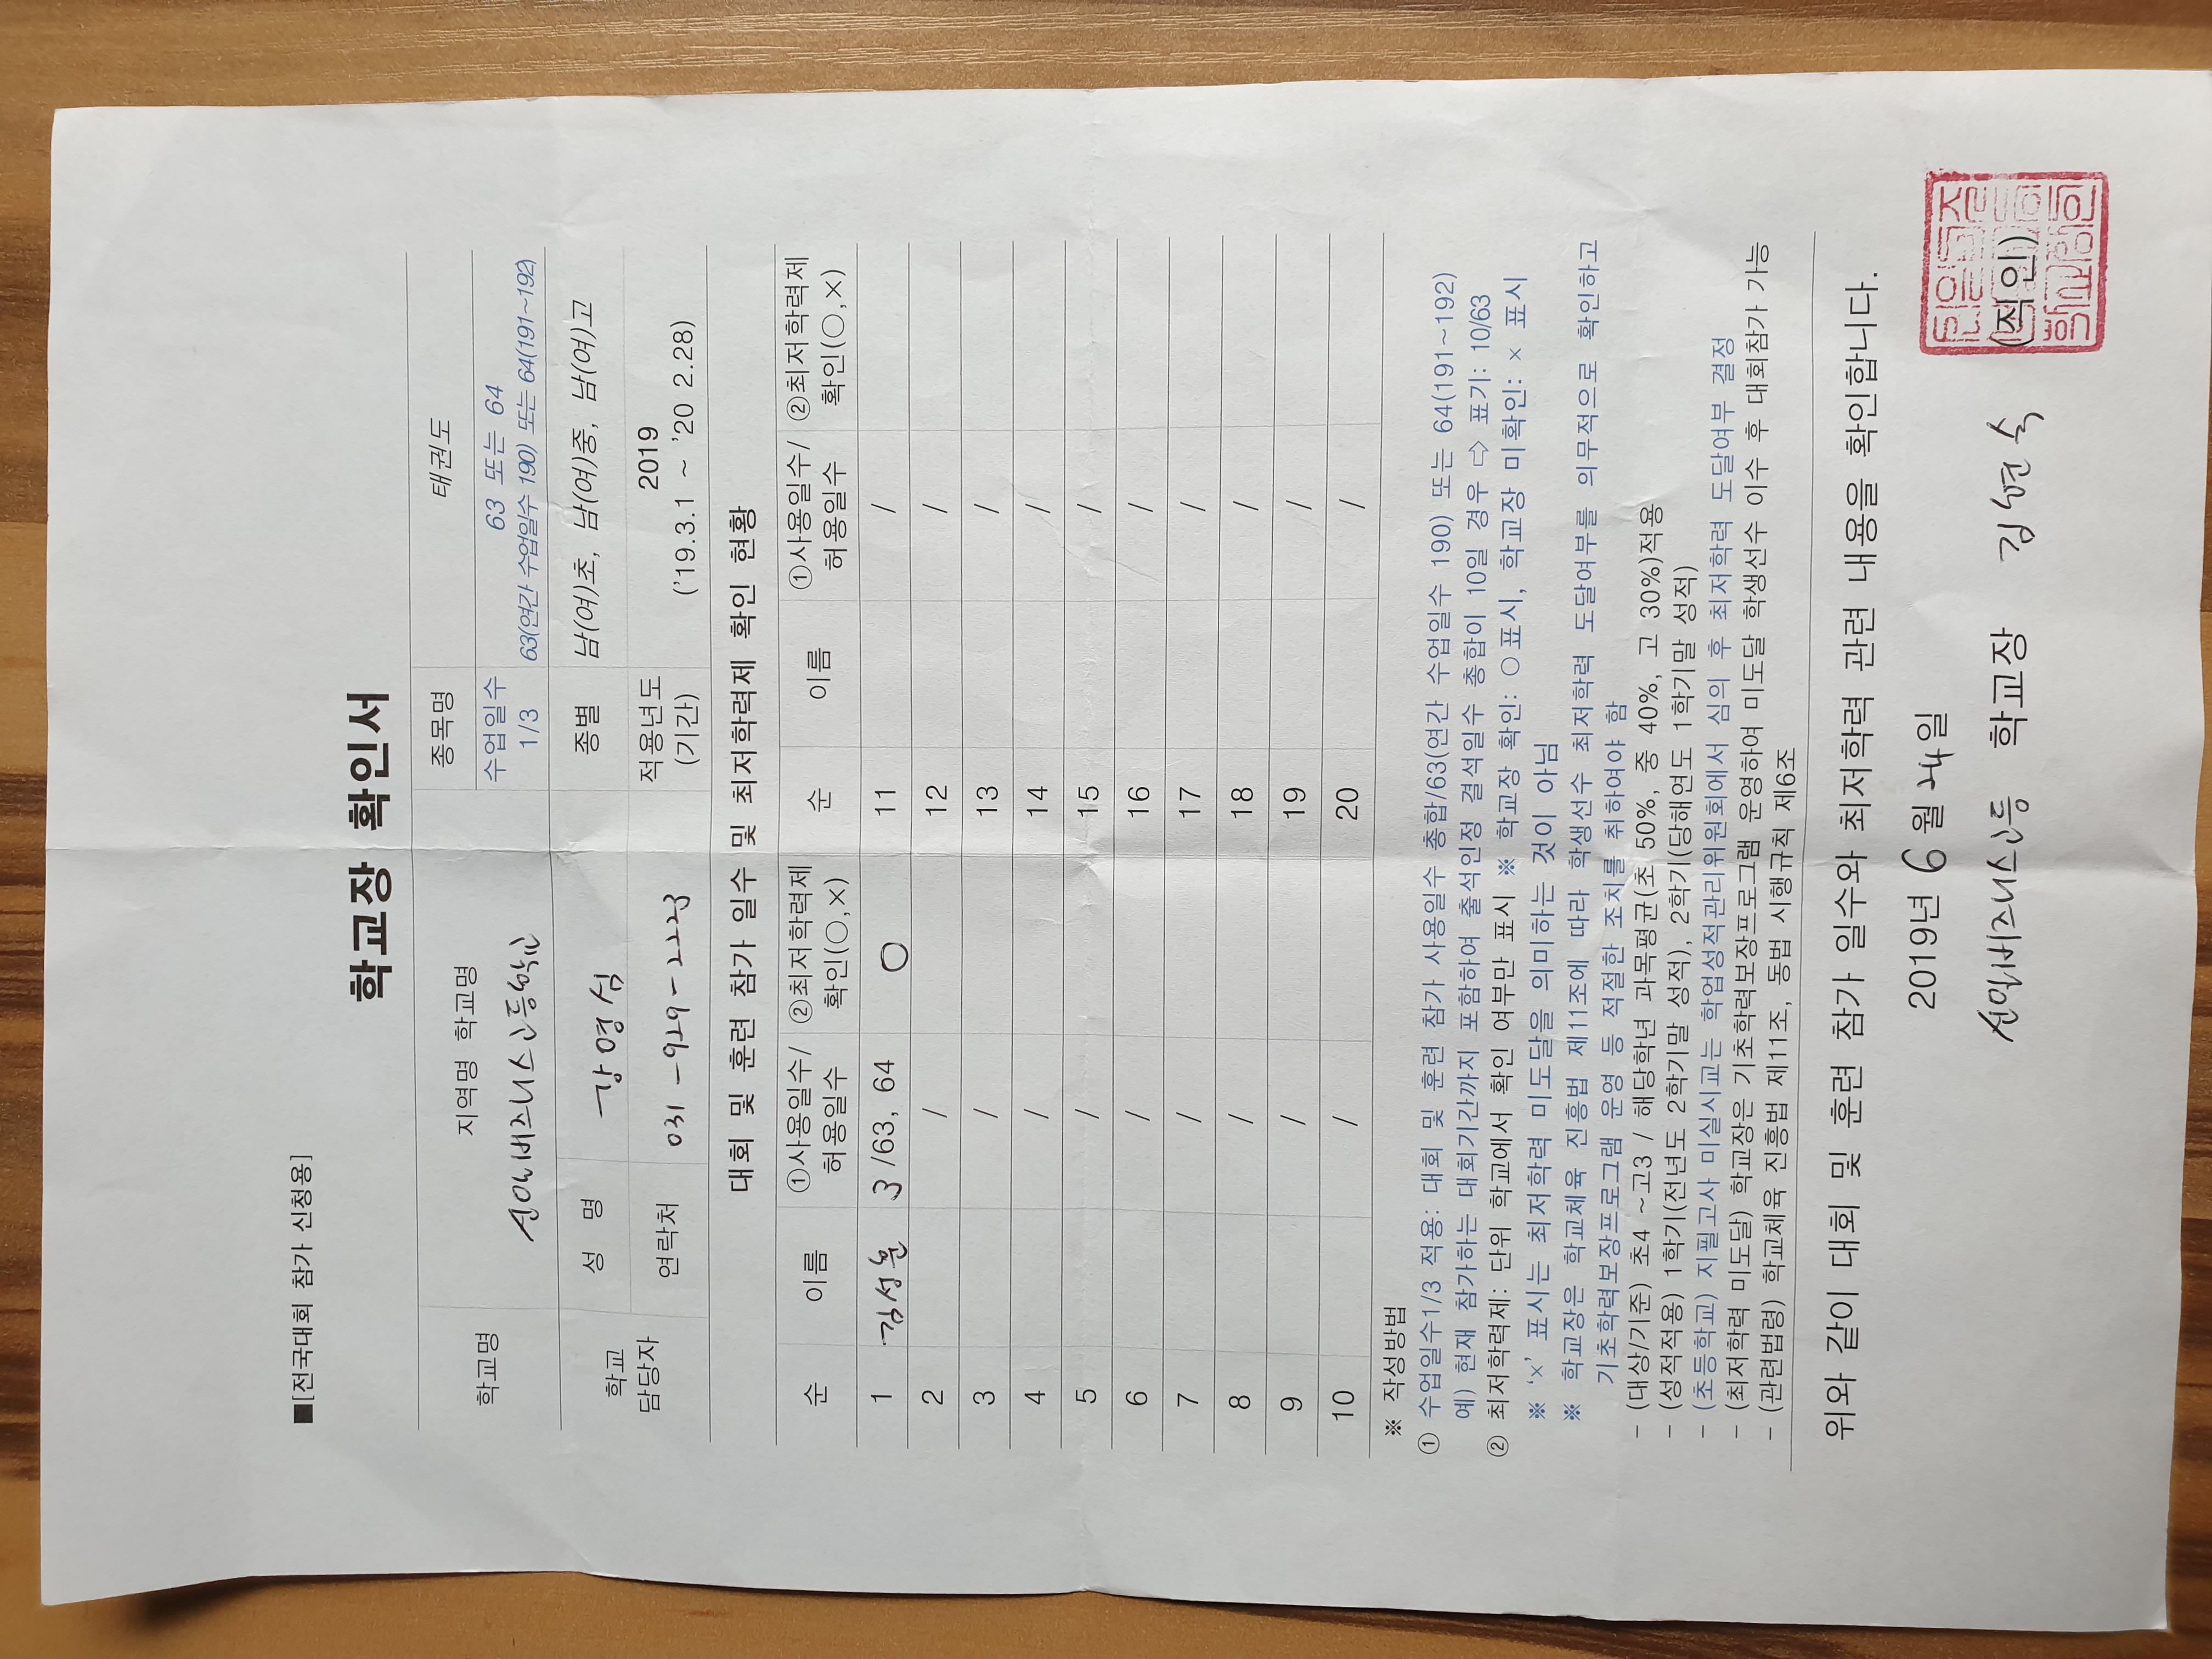 ■[전국대회 참가 신청용]
학교장 확인서
학교명 지역명 학교명 종목명 태권도
수업일수 1/3 63 또는 64
63(연간 수업일수 190) 또는 64(191~192)
학교 담당자 성 명 강영심 종별 남(여)초, 남(여)중, 남(여)고
연락처 031-929-2223 적용년도 (기간) 2019
('19.3.1 ~ '20 2.28)
대회 및 훈련 참가 일수 및 최저학력제 확인 현황
순 이름 ①사용일수/허용일수 ②최저학력제 확인(○,×) 순 이름 ①사용일수/허용일수 ②최저학력제 확인(○,×)
1 김성훈 3/63, 64 ○ 11 /
2 / 12 /
3 / 13 /
4 / 14 /
5 / 15 /
6 / 16 /
7 / 17 /
8 / 18 /
9 / 19 /
10 / 20 /
※ 작성방법
① 수업일수1/3 적용: 대회 및 훈련 참가 사용일수 총합/63(연간 수업일수 190) 또는 64(191~192)
예) 현재 참가하는 대회기간까지 포함하여 출석인정 결석일수 총합이 10일 경우 ⇨ 표기: 10/63
② 최저학력제: 단위 학교에서 확인 여부만 표시 ※ 학교장 확인: ○표시, 학교장 미확인: × 표시
※ '×' 표시는 최저학력 미도달을 의미하는 것이 아님
※ 학교장은 학교체육 진흥법 제11조에 따라 학생선수 최저학력 도달여부를 의무적으로 확인하고
기초학력보장프로그램 운영 등 적절한 조치를 취하여야 함
- (대상/기준) 초4 ~고3 / 해당학년 과목평균(초 50%, 중 40%, 고 30%)적용
- (성적적용) 1학기(전년도 2학기말 성적), 2학기(당해연도 1학기말 성적)
- (초등학교) 지필고사 미실시교는 학업성적관리위원회에서 심의 후 최저학력 도달여부 결정
- (최저학력 미도달) 학교장은 기초학력보장프로그램 운영하여 미도달 학생선수 이수 후 대회참가 가능
- (관련법령) 학교체육 진흥법 제11조, 동법 시행규칙 제6조
위와 같이 대회 및 훈련 참가 일수와 최저학력 관련 내용을 확인합니다.
2019년 6월 24일
학교장 (직인)